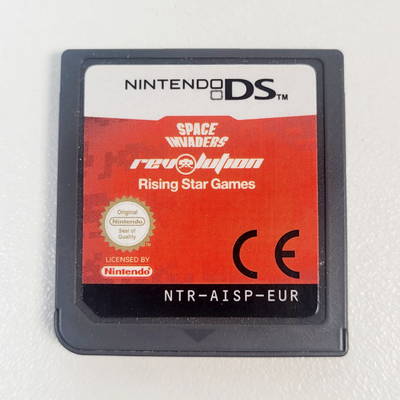 NINTENDO DS™
SPACE
INVADERS
revolution
Rising Star Games
Original
Nintendo
Seal of
Quality
LICENSED BY
Nintendo
CE
NTR-AISP-EUR